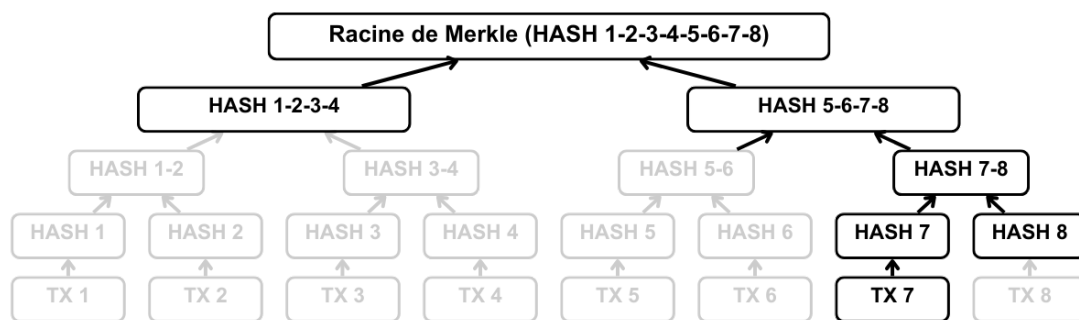 Racine de Merkle (HASH 1-2-3-4-5-6-7-8)
HASH 1-2-3-4
HASH 5-6-7-8
HASH 1-2
HASH 3-4
HASH 5-6
HASH 7-8
HASH 1
HASH 2
HASH 3
HASH 4
HASH 5
HASH 6
HASH 7
HASH 8
TX 1
TX 2
TX 3
TX 4
TX 5
TX 6
TX 7
TX 8